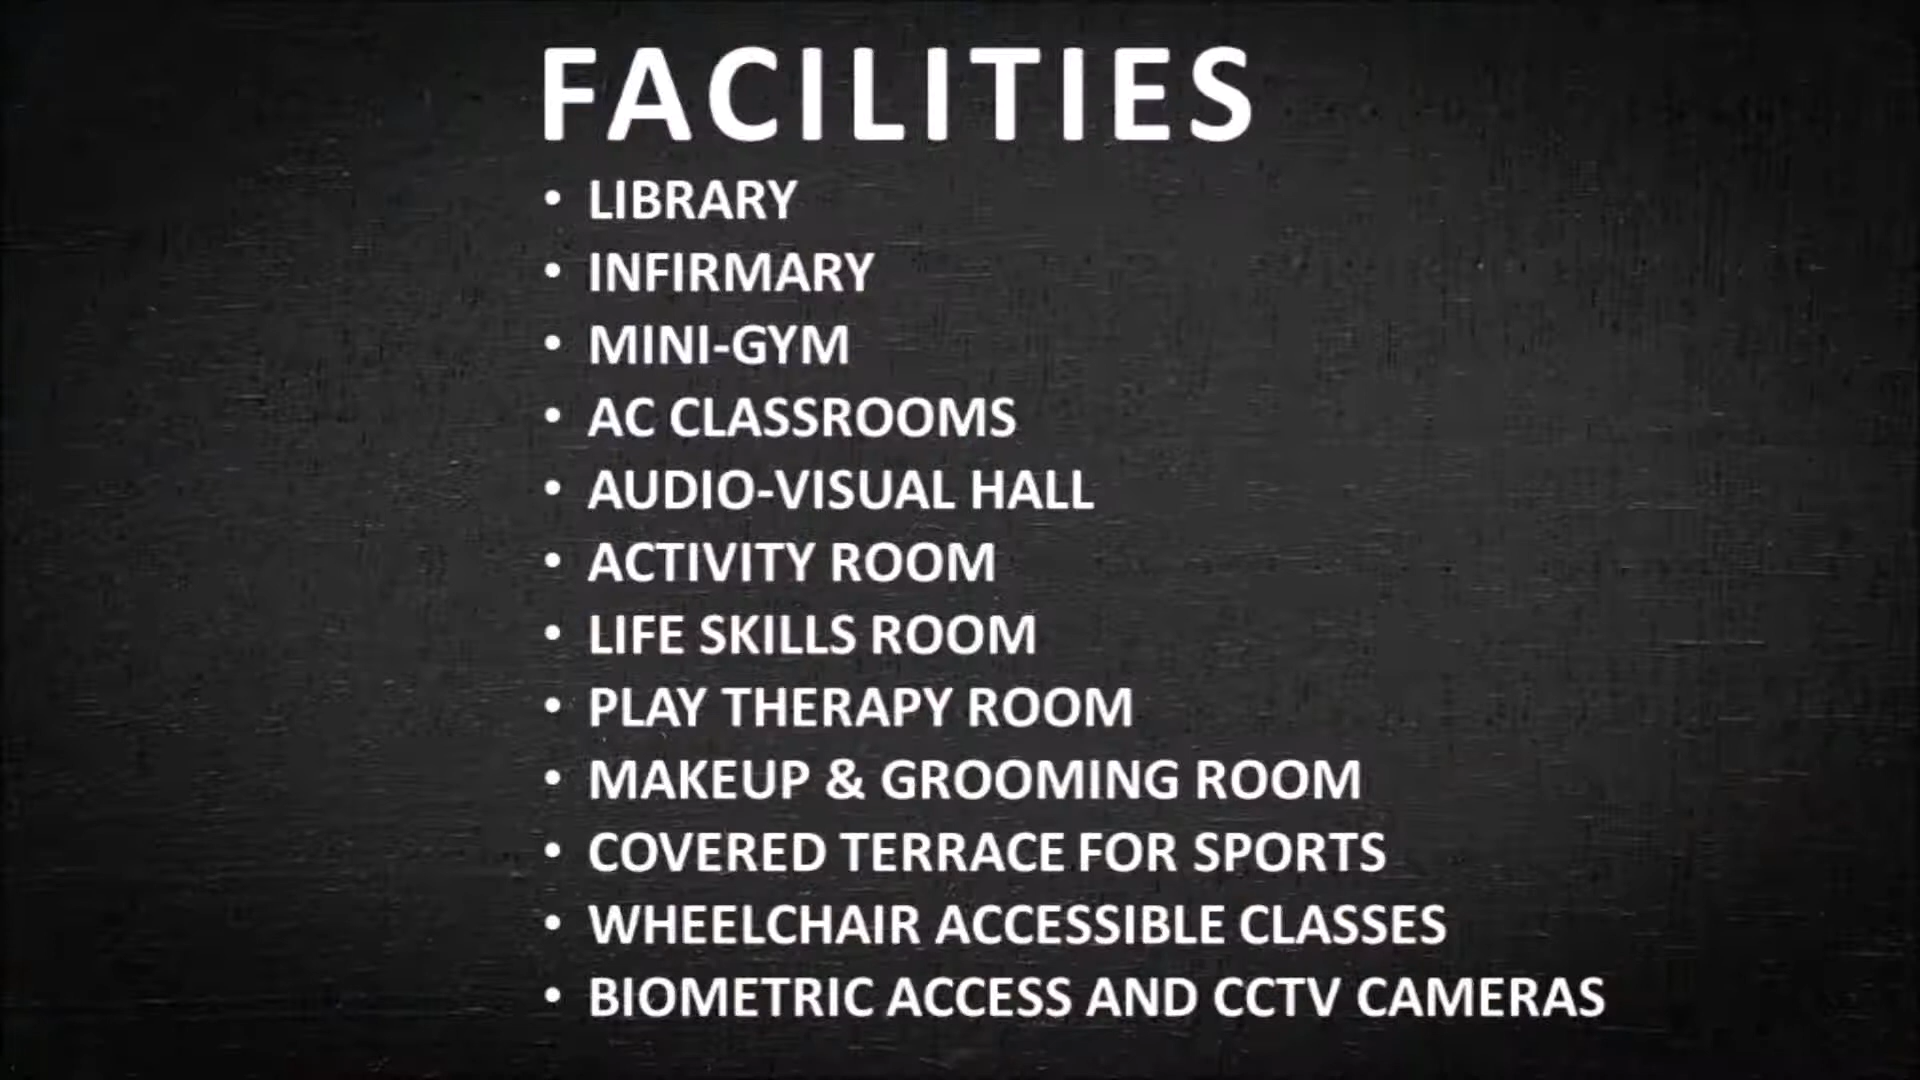 FACILITIES
• LIBRARY
• INFIRMARY
• MINI-GYM
• AC CLASSROOMS
• AUDIO-VISUAL HALL
• ACTIVITY ROOM
• LIFE SKILLS ROOM
• PLAY THERAPY ROOM
• MAKEUP & GROOMING ROOM
• COVERED TERRACE FOR SPORTS
• WHEELCHAIR ACCESSIBLE CLASSES
• BIOMETRIC ACCESS AND CCTV CAMERAS